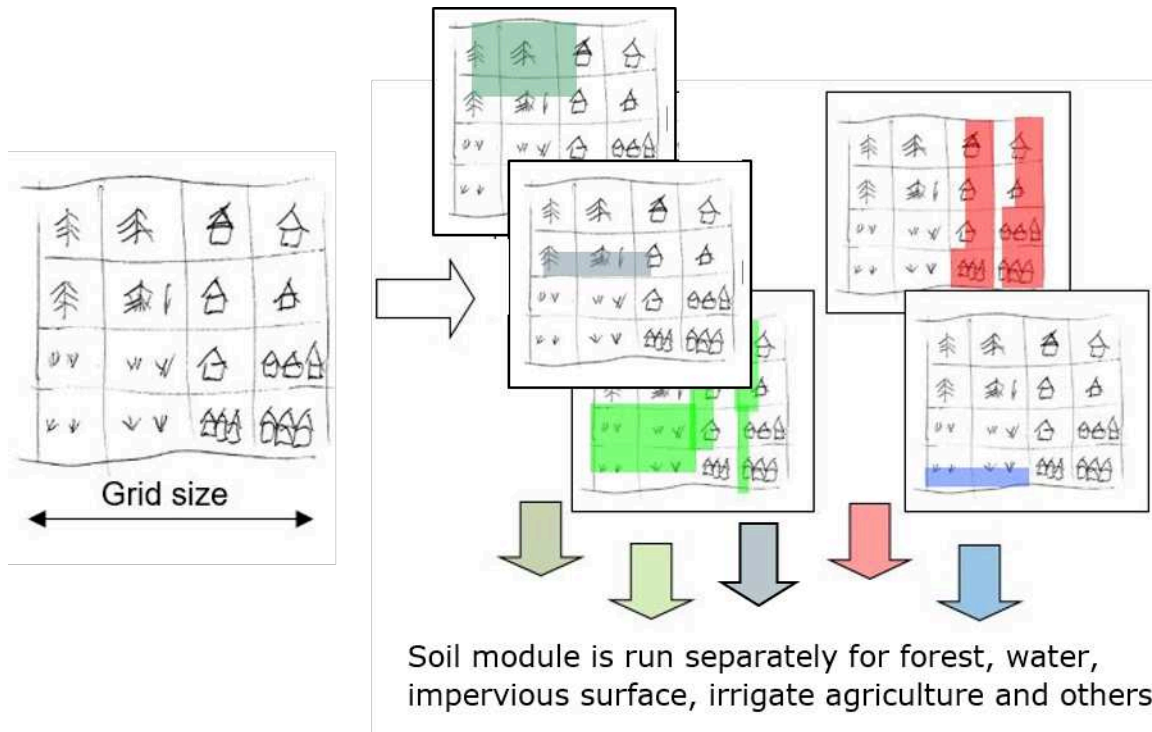 Grid size
Soil module is run separately for forest, water,
impervious surface, irrigate agriculture and others